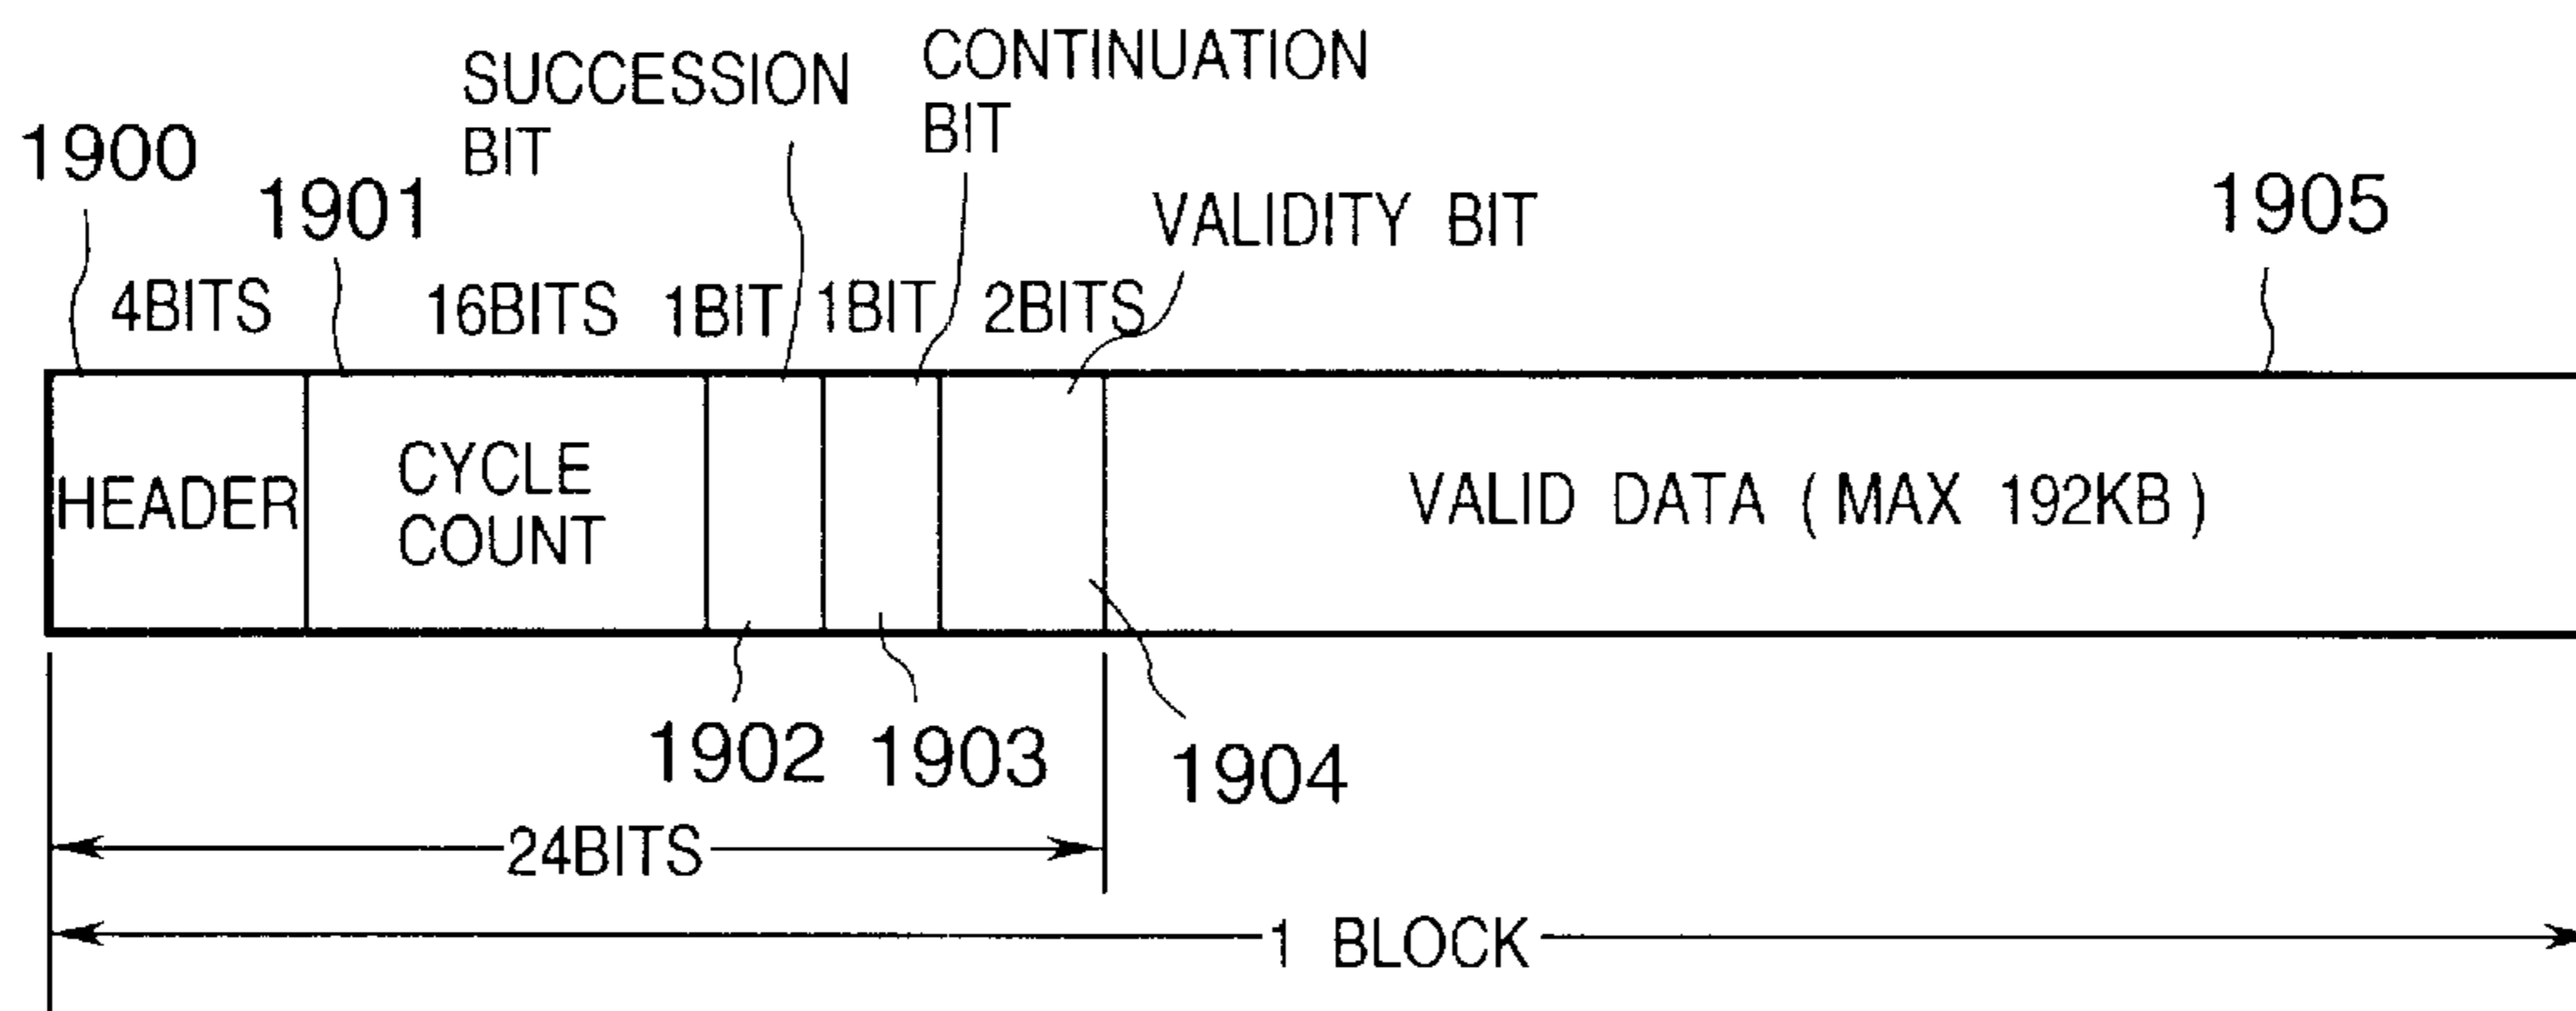 SUCCESSION
BIT
CONTINUATION
BIT
1900
1901
VALIDITY BIT
1905
4BITS
16BITS
1BIT
1BIT
2BITS
HEADER
CYCLE
COUNT
VALID DATA ( MAX 192KB )
1902
1903
1904
24BITS
1 BLOCK